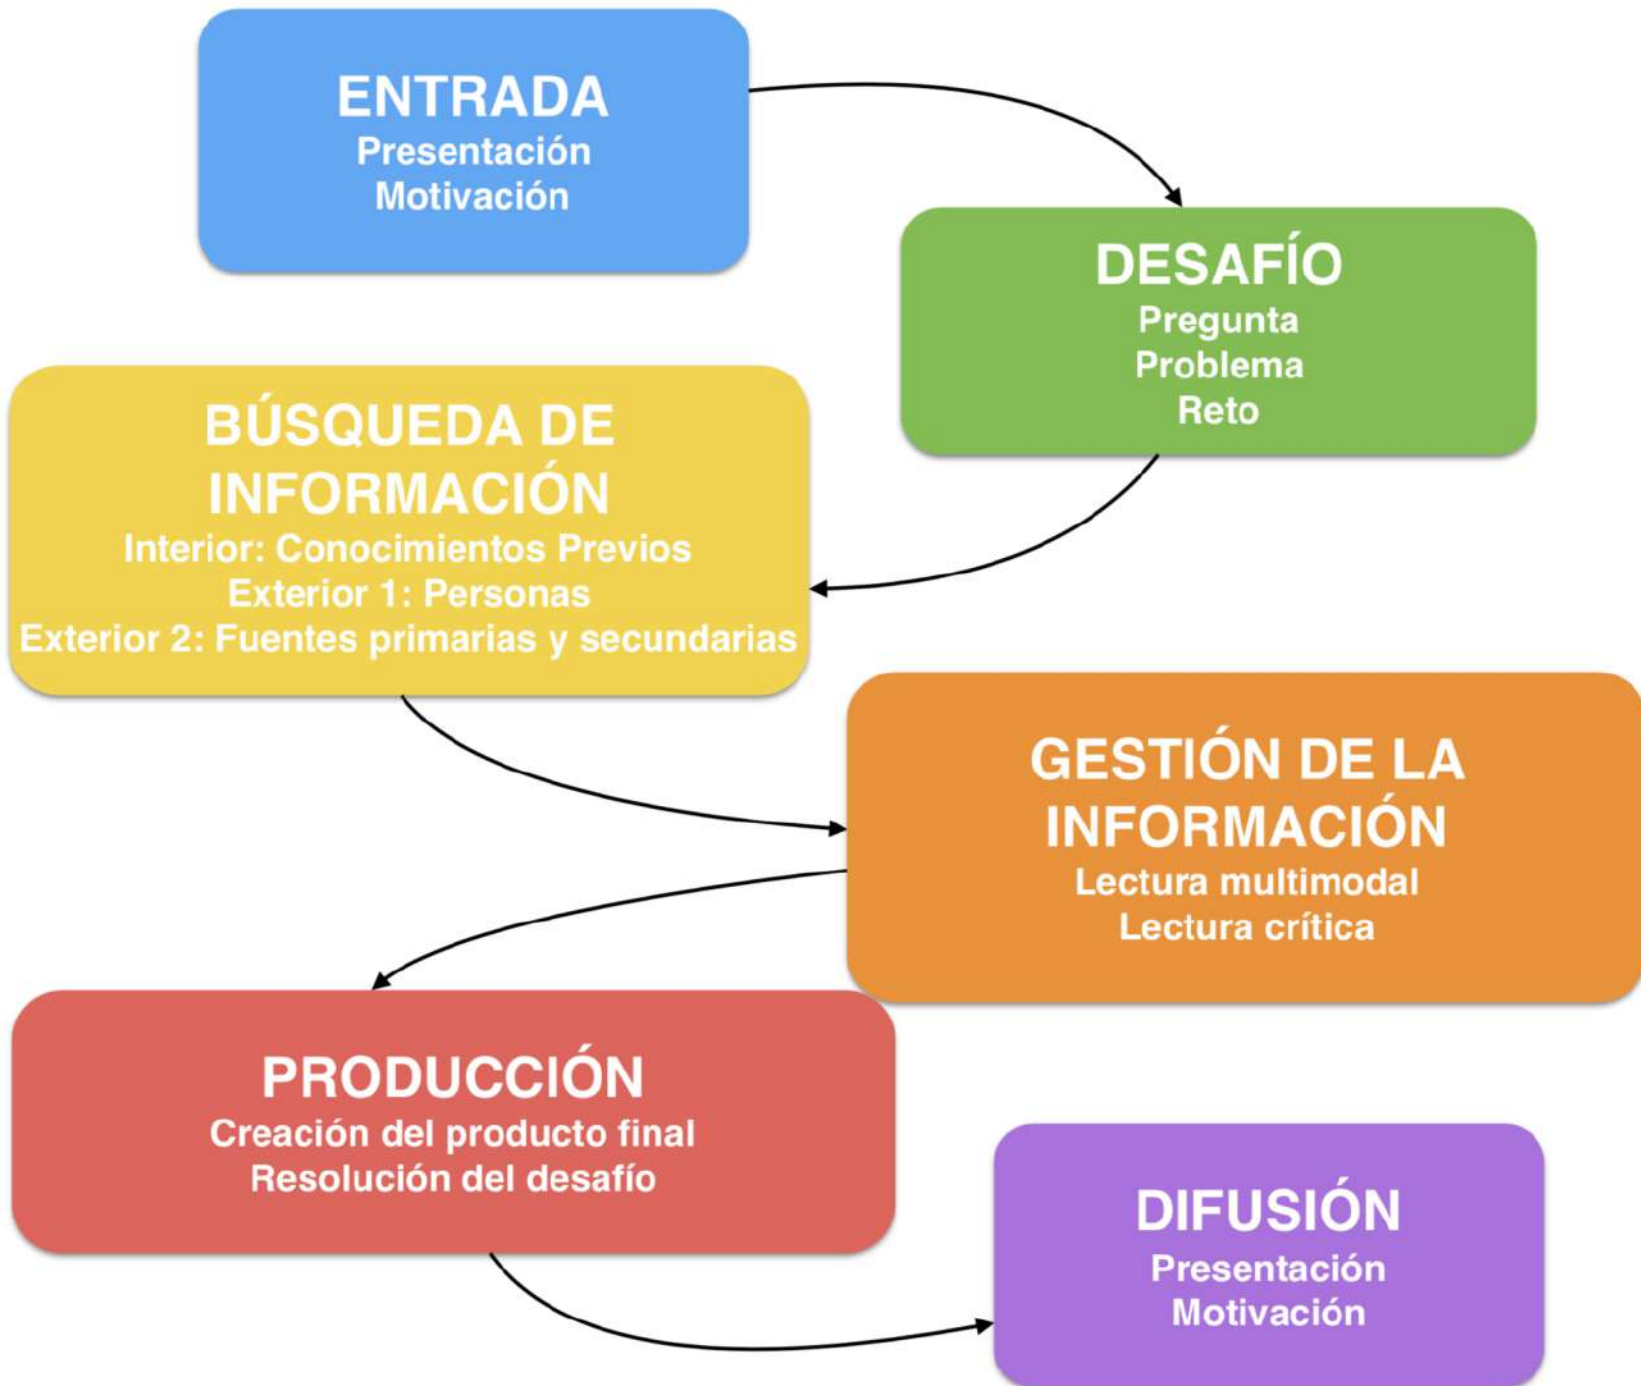 ENTRADA
Presentación
Motivación
DESAFÍO
Pregunta
Problema
Reto
BÚSQUEDA DE
INFORMACIÓN
Interior: Conocimientos Previos
Exterior 1: Personas
Exterior 2: Fuentes primarias y secundarias
GESTIÓN DE LA
INFORMACIÓN
Lectura multimodal
Lectura crítica
PRODUCCIÓN
Creación del producto final
Resolución del desafío
DIFUSIÓN
Presentación
Motivación